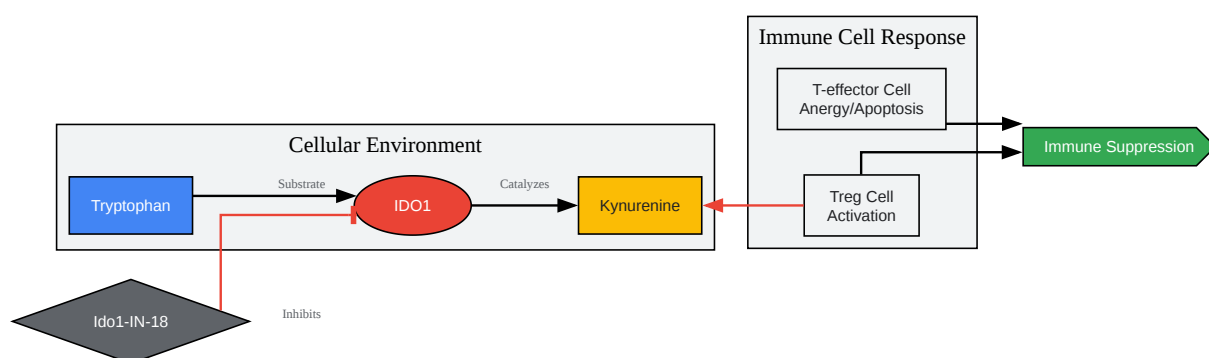 Immune Cell Response
T-effector Cell
Anergy/Apoptosis
Cellular Environment
Immune Suppression
Substrate
Catalyzes
Tryptophan
IDO1
Kynurenine
Treg Cell
Activation
Ido1-IN-18
Inhibits